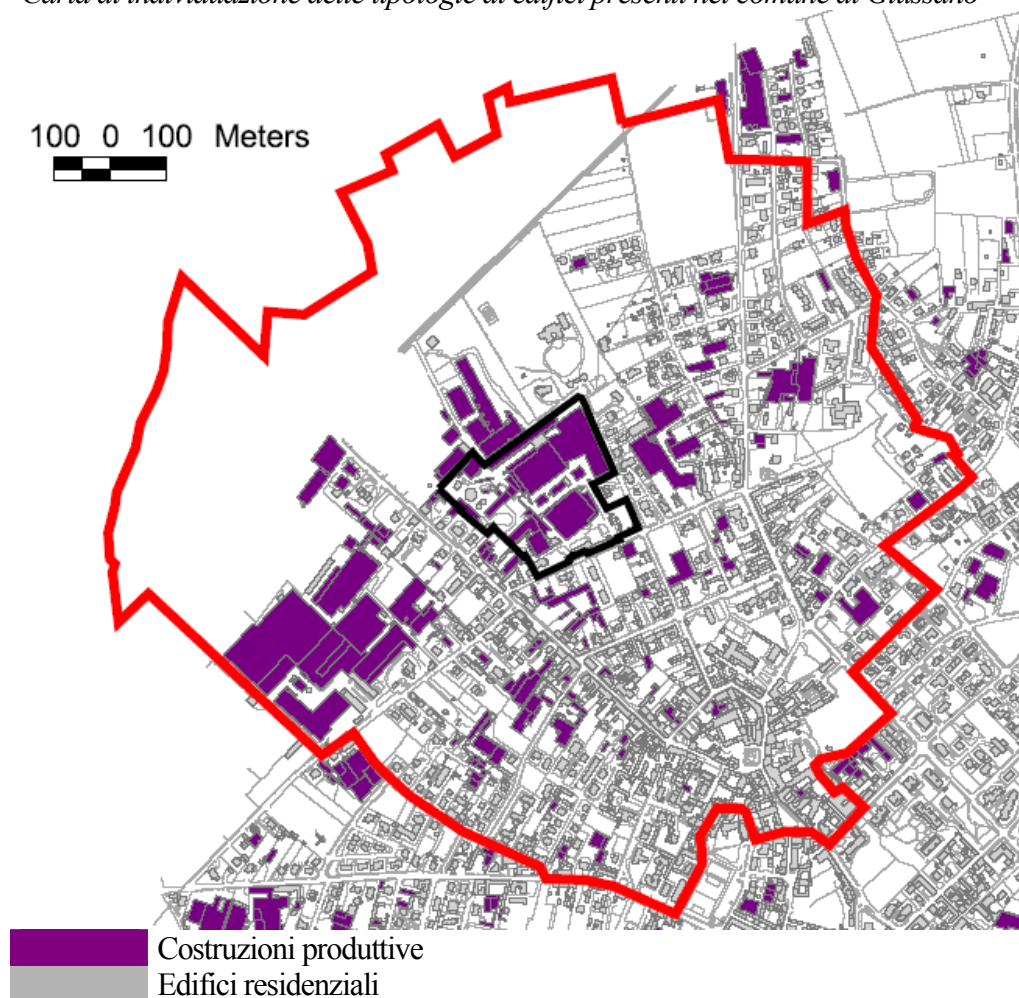 Carta di individuazione delle tipologie di edifici presenti nel comune di Giussano
100 0 100 Meters
Costruzioni produttive
Edifici residenziali